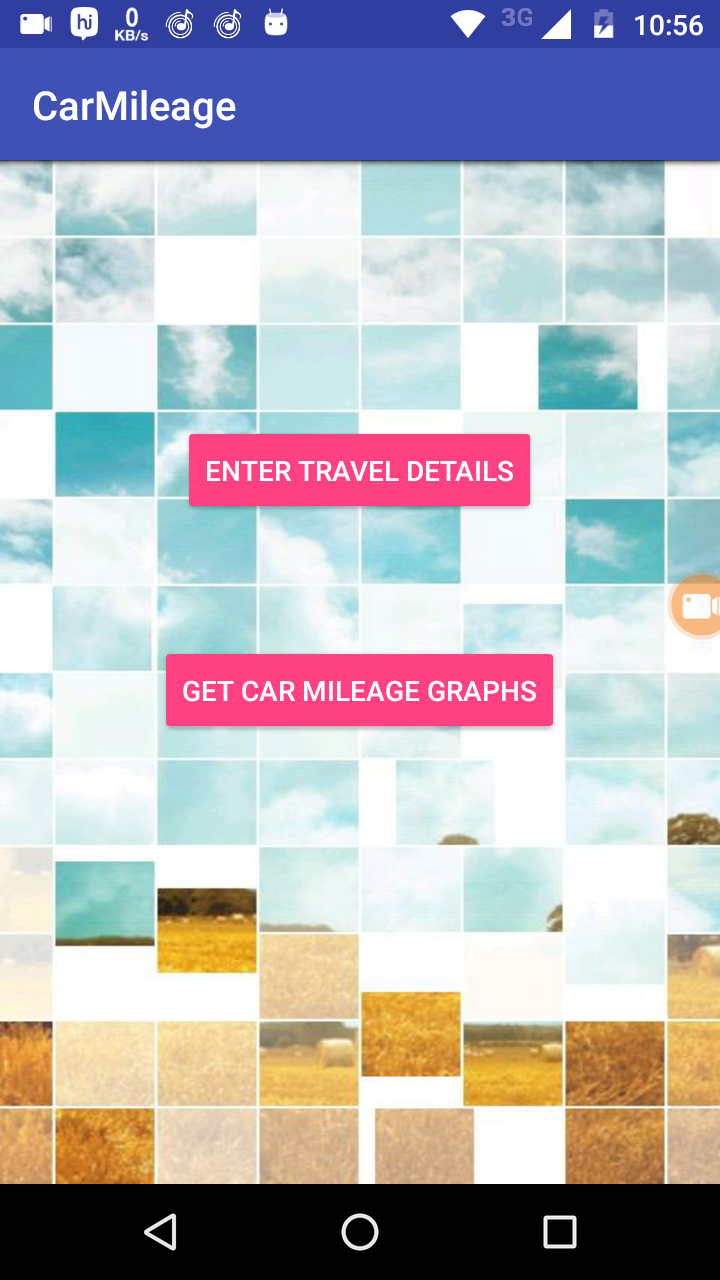 hi
0
KB/s
3G
10:56
CarMileage
ENTER TRAVEL DETAILS
GET CAR MILEAGE GRAPHS